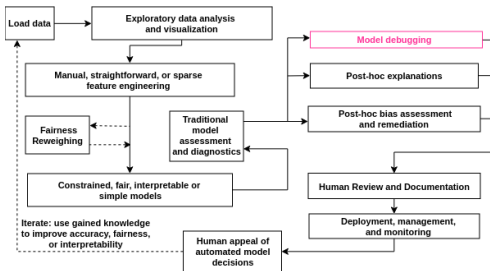 Load data
Exploratory data analysis
and visualization
Model debugging
Manual, straightforward, or sparse
feature engineering
Post-hoc explanations
Fairness
Reweighing
Traditional
model
assessment
and diagnostics
Post-hoc bias assessment
and remediation
Constrained, fair, interpretable or
simple models
Human Review and Documentation
Iterate: use gained knowledge
to improve accuracy, fairness,
or interpretability
Human appeal of
automated model
decisions
Deployment, management,
and monitoring